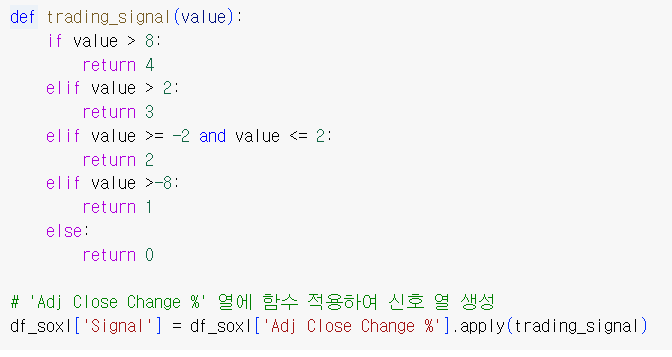 def trading_signal(value):
    if value > 8:
        return 4
    elif value > 2:
        return 3
    elif value >= -2 and value <= 2:
        return 2
    elif value >-8:
        return 1
    else:
        return 0

# 'Adj Close Change %' 열에 함수 적용하여 신호 열 생성
df_soxl['Signal'] = df_soxl['Adj Close Change %'].apply(trading_signal)